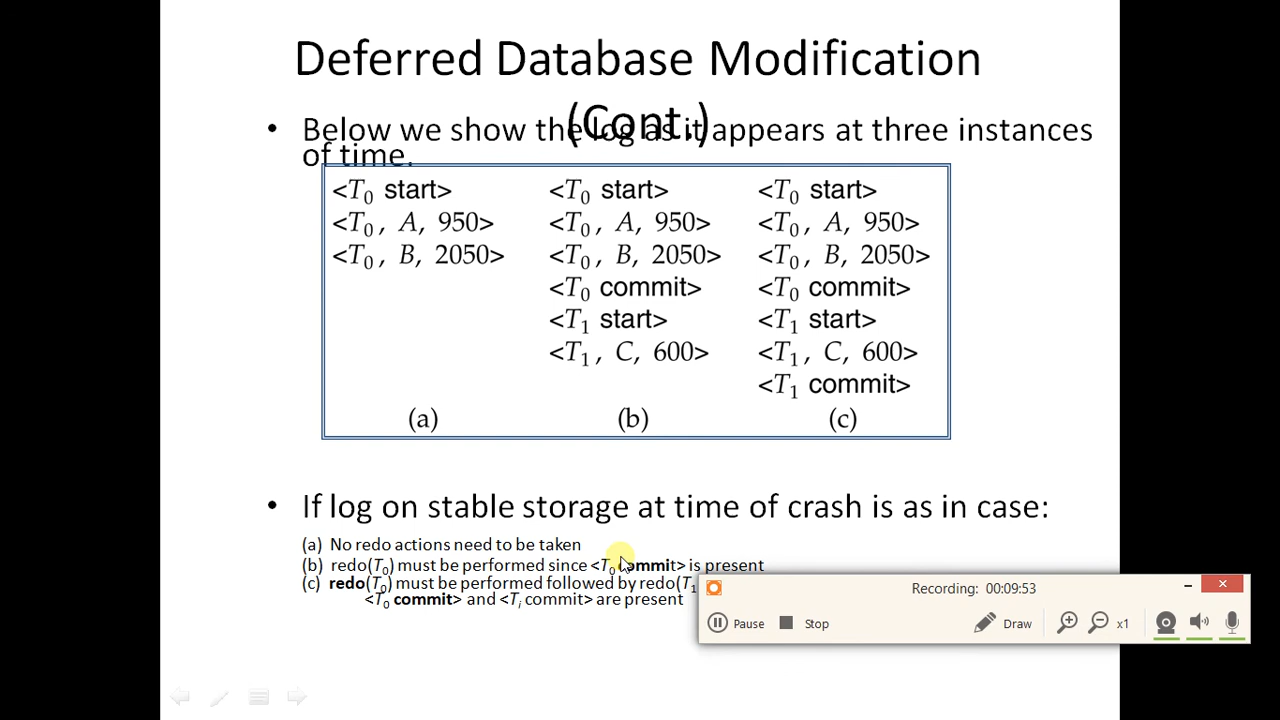 Deferred Database Modification
(Cont.)
• Below we show the log as it appears at three instances
of time.
<T0 start> <T0 start> <T0 start>
<T0, A, 950> <T0, A, 950> <T0, A, 950>
<T0, B, 2050> <T0, B, 2050> <T0, B, 2050>
<T0 commit> <T0 commit>
<T1 start> <T1 start>
<T1, C, 600> <T1, C, 600>
<T1 commit>
(a) (b) (c)
• If log on stable storage at time of crash is as in case:
(a) No redo actions need to be taken
(b) redo(T0) must be performed since <T0 commit> is present
(c) redo(T0) must be performed followed by redo(T1
<T0 commit> and <Ti commit> are present
Recording: 00:09:53
Pause Stop Draw x1